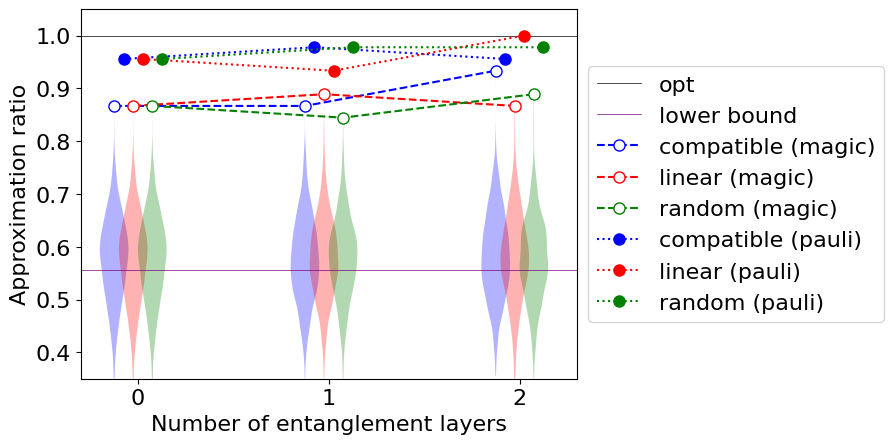 1.0
0.9
0.8
0.7
0.6
0.5
0.4
Approximation ratio
0 1 2
Number of entanglement layers
opt
lower bound
compatible (magic)
linear (magic)
random (magic)
compatible (pauli)
linear (pauli)
random (pauli)